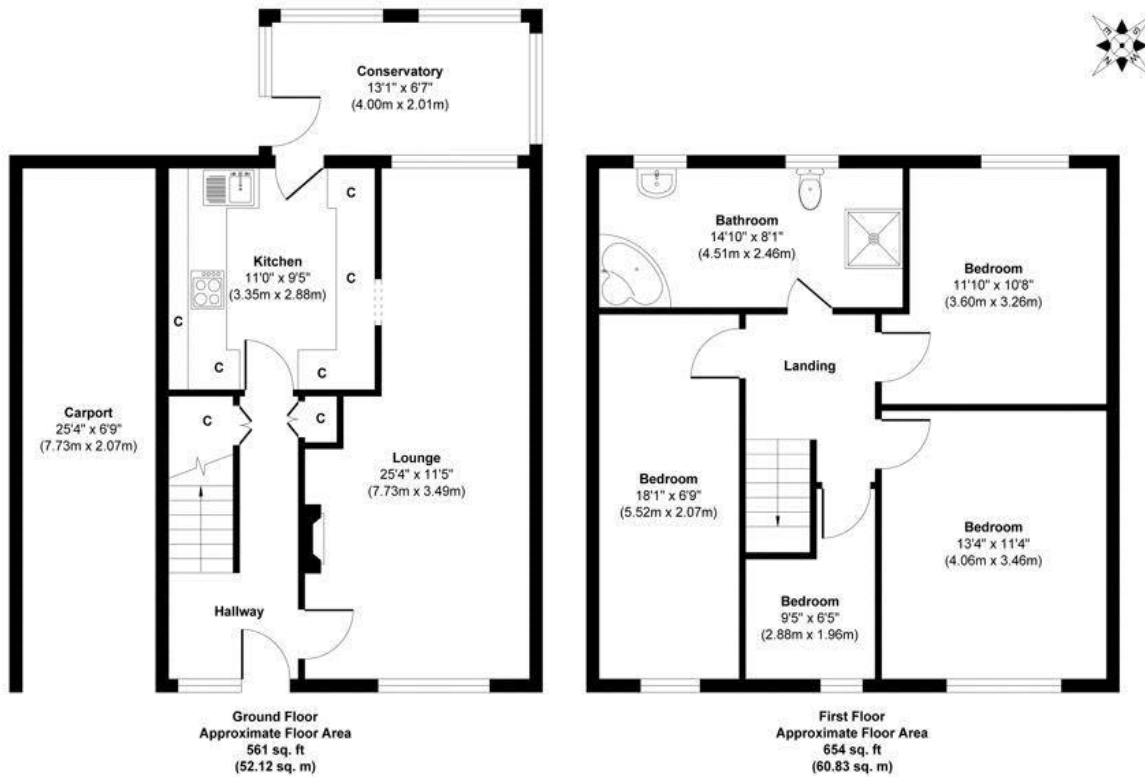 Conservatory
13'1" x 6'7"
(4.00m x 2.01m)
C
Kitchen
11'0" x 9'5"
(3.35m x 2.88m)
C
C
C
C
Carport
25'4" x 6'9"
(7.73m x 2.07m)
C
C
Lounge
25'4" x 11'5"
(7.73m x 3.49m)
Hallway
Ground Floor
Approximate Floor Area
561 sq. ft
(52.12 sq. m)
E
S
N
W
Bathroom
14'10" x 8'1"
(4.51m x 2.46m)
Bedroom
11'10" x 10'8"
(3.60m x 3.26m)
Landing
Bedroom
18'1" x 6'9"
(5.52m x 2.07m)
Bedroom
13'4" x 11'4"
(4.06m x 3.46m)
Bedroom
9'5" x 6'5"
(2.88m x 1.96m)
First Floor
Approximate Floor Area
654 sq. ft
(60.83 sq. m)